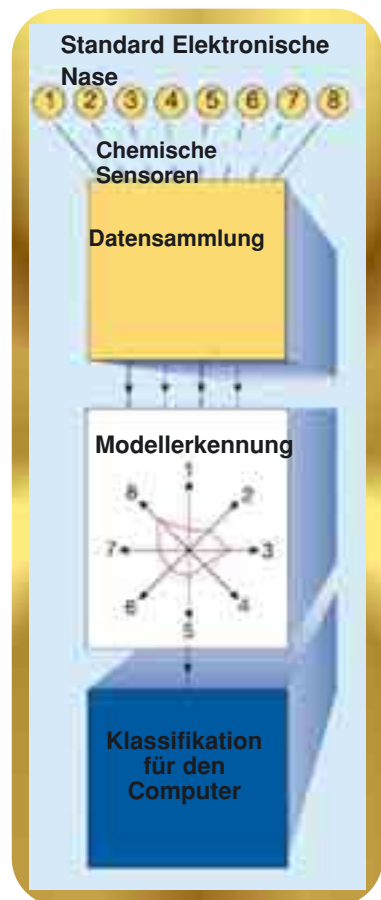 Standard Elektronische
Nase
1 2 3 4 5 6 7 8
Chemische
Sensoren
Datensammlung
Modellerkennung
1
8 2
7 3
6 4
5
Klassifikation
für den
Computer